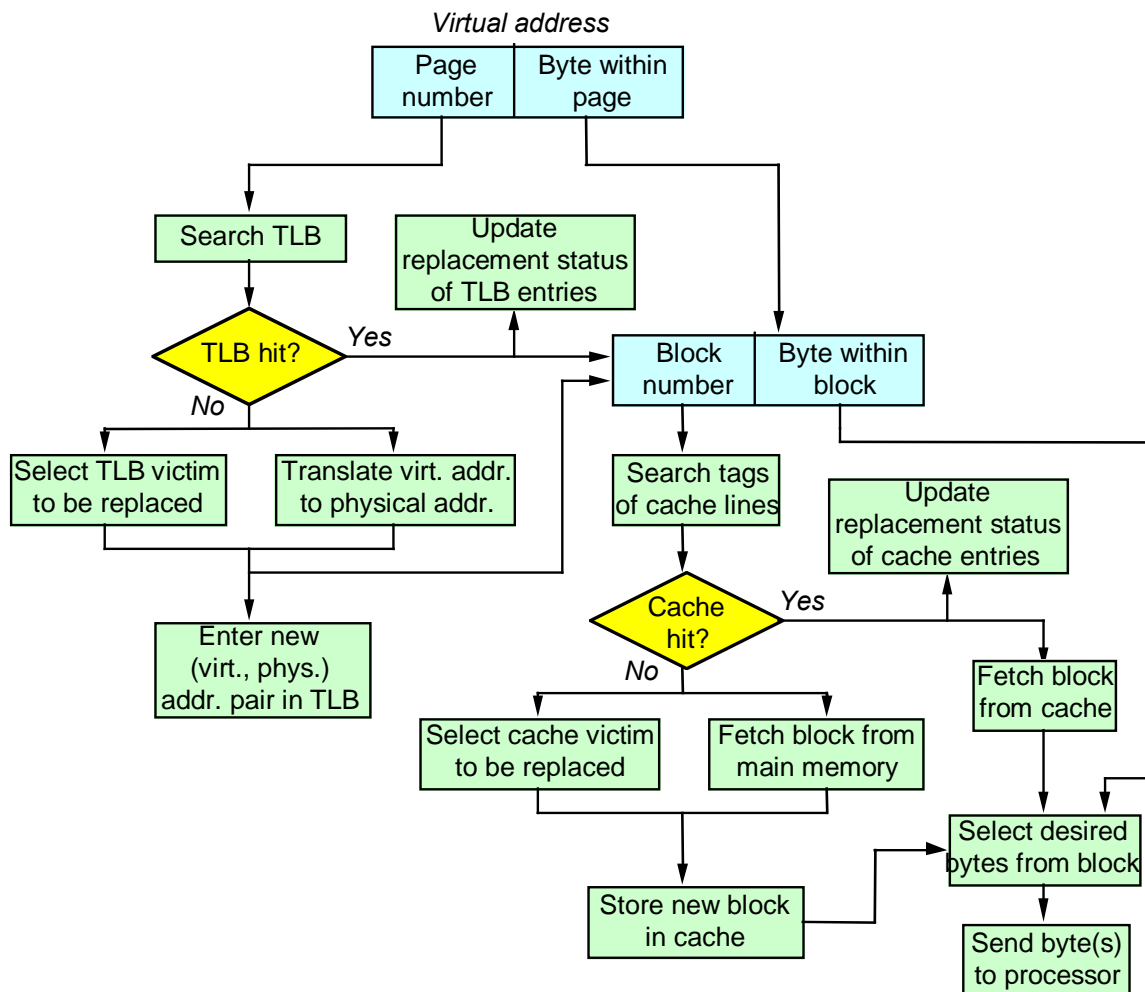 Virtual address
Page
number
Byte within
page
Search TLB
Update
replacement status
of TLB entries
TLB hit?
Yes
No
Block
number
Byte within
block
Select TLB victim
to be replaced
Translate virt. addr.
to physical addr.
Search tags
of cache lines
Update
replacement status
of cache entries
Enter new
(virt., phys.)
addr. pair in TLB
Cache
hit?
Yes
No
Fetch block
from cache
Select cache victim
to be replaced
Fetch block from
main memory
Select desired
bytes from block
Store new block
in cache
Send byte(s)
to processor